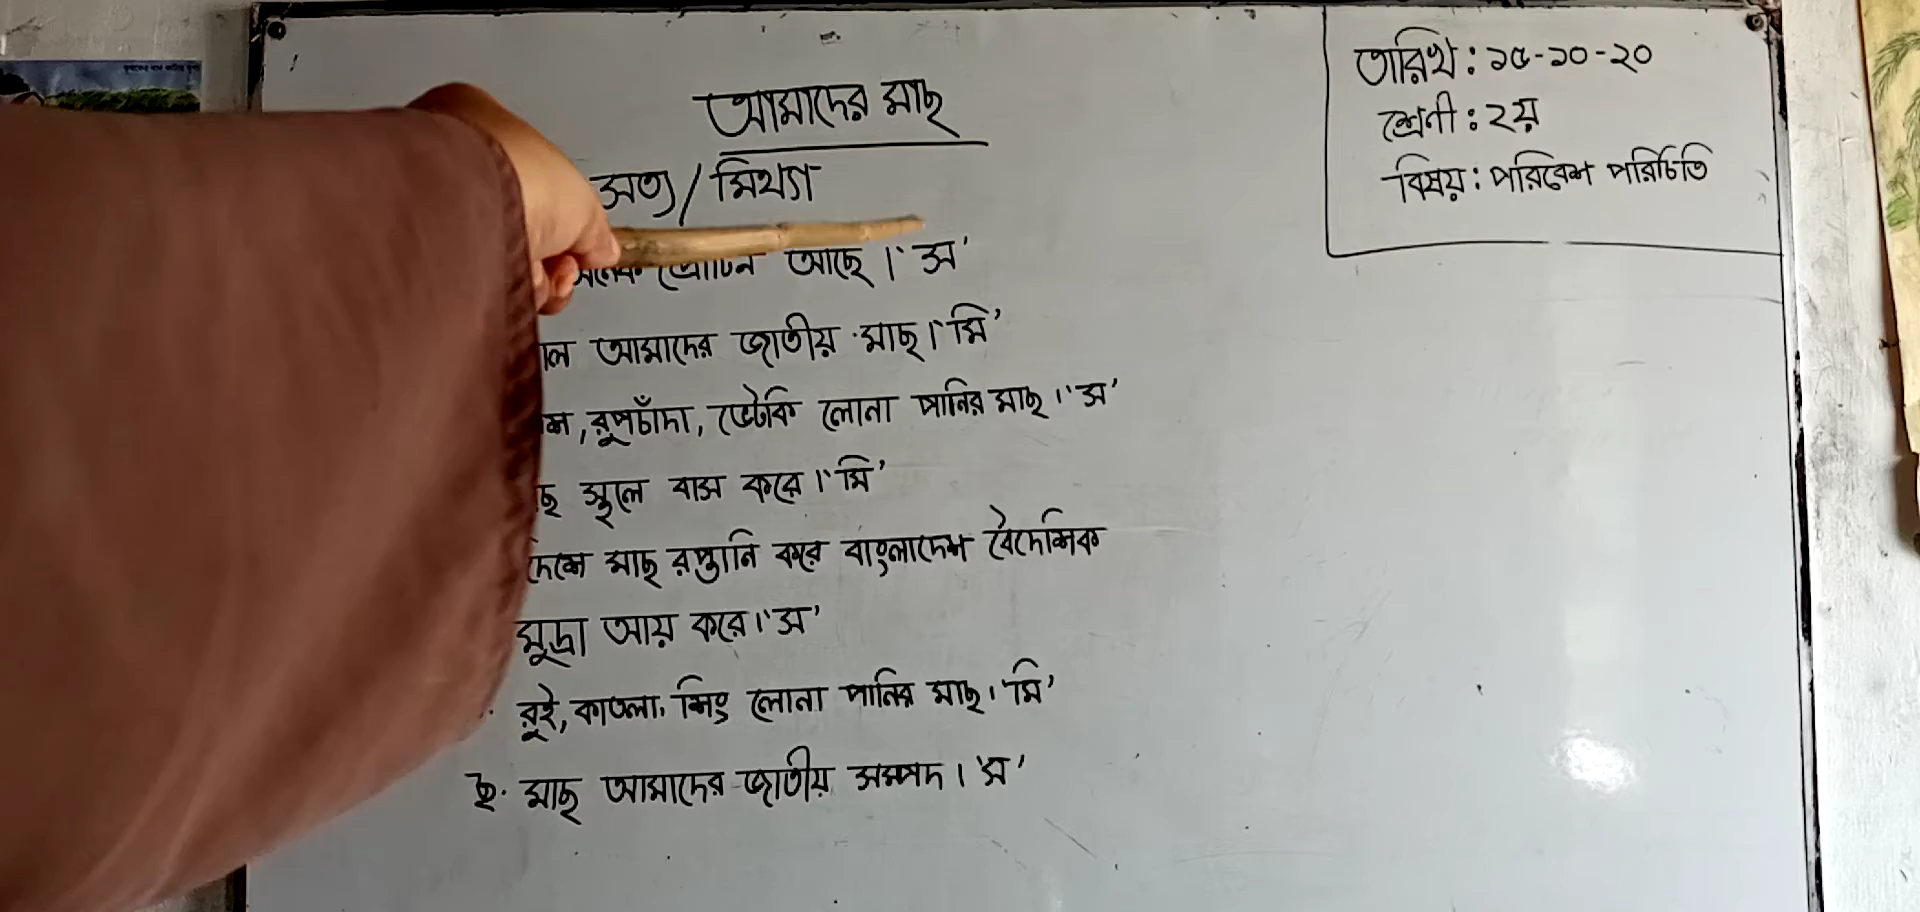 আমাদের মাছ
তারিখ : ১৫-১০-২০
শ্রেণী : ২য়
বিষয় : পরিবেশ পরিচিতি
সত্য / মিথ্যা
আছে। 'স'
আমাদের জাতীয় মাছ। 'মি'
, রূপচাঁদা, ভেটকি লোনা পানির মাছ। 'স'
স্থলে বাস করে। 'মি'
মাছ রপ্তানি করে বাংলাদেশ বৈদেশিক
মুদ্রা আয় করে। 'স'
রুই, কাতলা, শিং লোনা পানির মাছ। 'মি'
ছ. মাছ আমাদের জাতীয় সম্পদ। 'স'